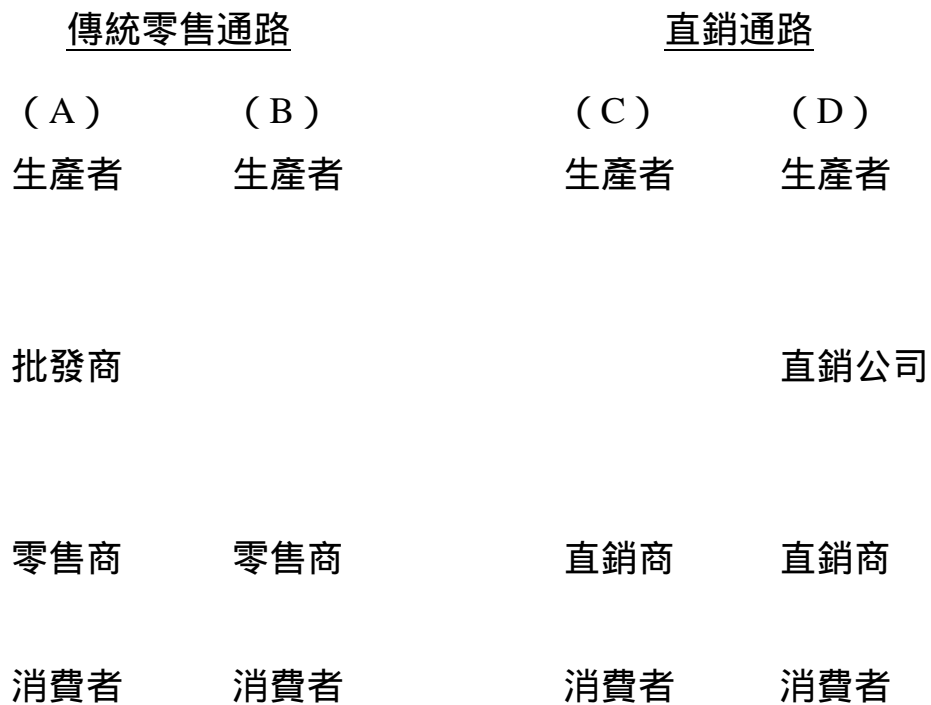 傳統零售通路 直銷通路
（A） （B） （C） （D）
生產者 生產者 生產者 生產者
批發商 直銷公司
零售商 零售商 直銷商 直銷商
消費者 消費者 消費者 消費者